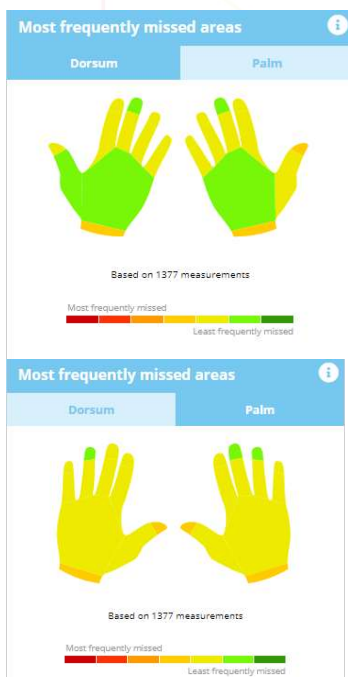 Most frequently missed areas
Dorsum Palm
Based on 1377 measurements
Most frequently missed
Least frequently missed
Most frequently missed areas
Dorsum Palm
Based on 1377 measurements
Most frequently missed
Least frequently missed